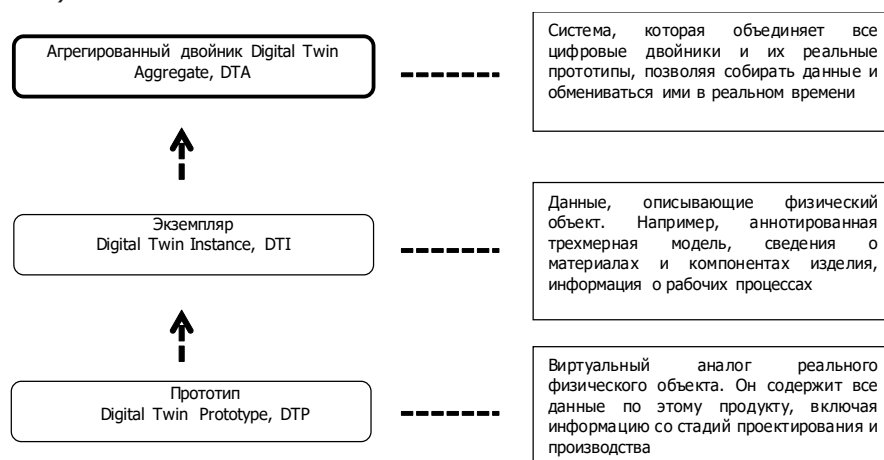 Агрегированный двойник Digital Twin
Aggregate, DTA
Система, которая объединяет все
цифровые двойники и их реальные
прототипы, позволяя собирать данные и
обмениваться ими в реальном времени
Экземпляр
Digital Twin Instance, DTI
Данные, описывающие физический
объект. Например, аннотированная
трехмерная модель, сведения о
материалах и компонентах изделия,
информация о рабочих процессах
Прототип
Digital Twin Prototype, DTP
Виртуальный аналог реального
физического объекта. Он содержит все
данные по этому продукту, включая
информацию со стадий проектирования и
производства